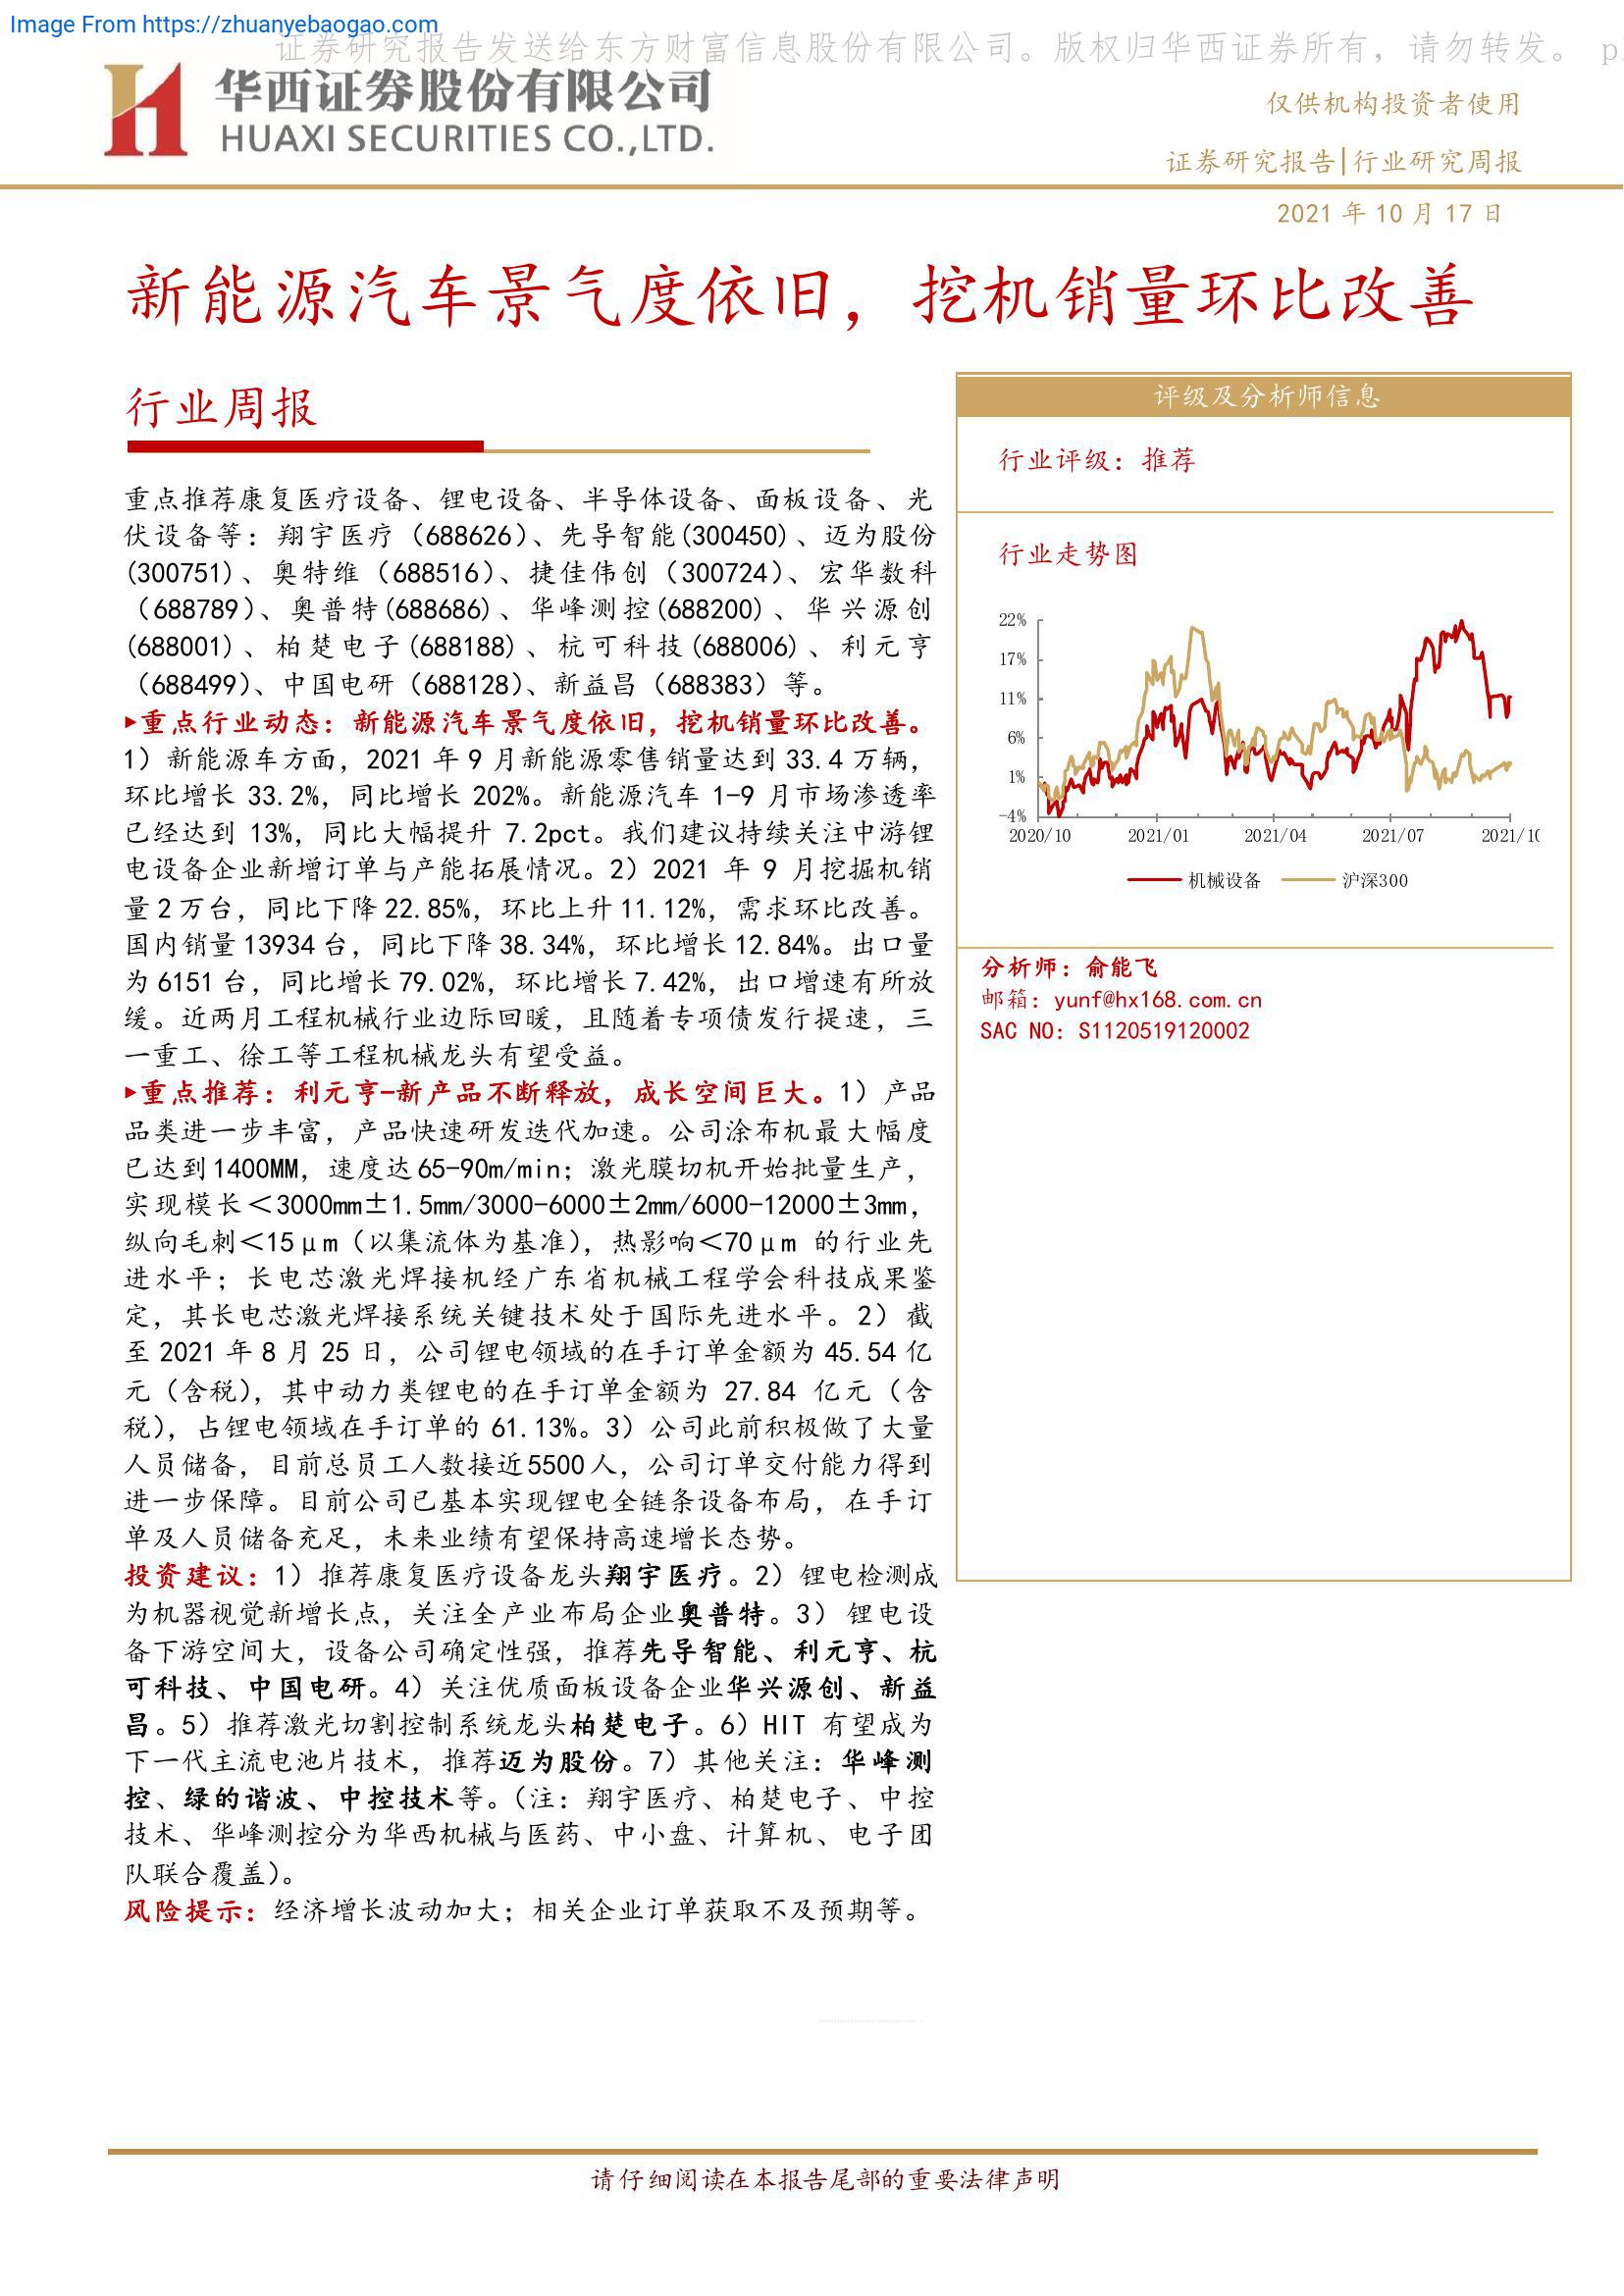 Image From https://zhuanyebaogao.com
证券研究报告发送给东方财富信息股份有限公司。版权归华西证券所有，请勿转发。 p
华西证券股份有限公司
HUAXI SECURITIES CO.,LTD.
仅供机构投资者使用
证券研究报告|行业研究周报
2021 年 10 月 17 日
新能源汽车景气度依旧，挖机销量环比改善
行业周报
重点推荐康复医疗设备、锂电设备、半导体设备、面板设备、光
伏设备等：翔宇医疗（688626）、先导智能(300450)、迈为股份
(300751)、奥特维（688516）、捷佳伟创（300724）、宏华数科
（688789）、奥普特(688686)、华峰测控(688200)、华兴源创
(688001)、柏楚电子(688188)、杭可科技(688006)、利元亨
（688499）、中国电研（688128）、新益昌（688383）等。
▸重点行业动态：新能源汽车景气度依旧，挖机销量环比改善。
1）新能源车方面，2021 年 9 月新能源零售销量达到 33.4 万辆，
环比增长 33.2%，同比增长 202%。新能源汽车 1-9 月市场渗透率
已经达到 13%，同比大幅提升 7.2pct。我们建议持续关注中游锂
电设备企业新增订单与产能拓展情况。2）2021 年 9 月挖掘机销
量 2 万台，同比下降 22.85%，环比上升 11.12%，需求环比改善。
国内销量 13934 台，同比下降 38.34%，环比增长 12.84%。出口量
为 6151 台，同比增长 79.02%，环比增长 7.42%，出口增速有所放
缓。近两月工程机械行业边际回暖，且随着专项债发行提速，三
一重工、徐工等工程机械龙头有望受益。
▸重点推荐：利元亨-新产品不断释放，成长空间巨大。1）产品
品类进一步丰富，产品快速研发迭代加速。公司涂布机最大幅度
已达到 1400MM，速度达 65-90m/min；激光膜切机开始批量生产，
实现模长＜3000mm±1.5mm/3000-6000±2mm/6000-12000±3mm，
纵向毛刺＜15μm（以集流体为基准），热影响＜70μm 的行业先
进水平；长电芯激光焊接机经广东省机械工程学会科技成果鉴
定，其长电芯激光焊接系统关键技术处于国际先进水平。2）截
至 2021 年 8 月 25 日，公司锂电领域的在手订单金额为 45.54 亿
元（含税），其中动力类锂电的在手订单金额为 27.84 亿元（含
税），占锂电领域在手订单的 61.13%。3）公司此前积极做了大量
人员储备，目前总员工人数接近 5500 人，公司订单交付能力得到
进一步保障。目前公司已基本实现锂电全链条设备布局，在手订
单及人员储备充足，未来业绩有望保持高速增长态势。
投资建议：1）推荐康复医疗设备龙头翔宇医疗。2）锂电检测成
为机器视觉新增长点，关注全产业布局企业奥普特。3）锂电设
备下游空间大，设备公司确定性强，推荐先导智能、利元亨、杭
可科技、中国电研。4）关注优质面板设备企业华兴源创、新益
昌。5）推荐激光切割控制系统龙头柏楚电子。6）HIT 有望成为
下一代主流电池片技术，推荐迈为股份。7）其他关注：华峰测
控、绿的谐波、中控技术等。（注：翔宇医疗、柏楚电子、中控
技术、华峰测控分为华西机械与医药、中小盘、计算机、电子团
队联合覆盖）。
风险提示：经济增长波动加大；相关企业订单获取不及预期等。
评级及分析师信息
行业评级：推荐
行业走势图
22%
17%
11%
6%
1%
-4%
2020/10 2021/01 2021/04 2021/07 2021/10
机械设备 沪深300
分析师：俞能飞
邮箱：yunf@hx168.com.cn
SAC NO：S1120519120002
请仔细阅读在本报告尾部的重要法律声明